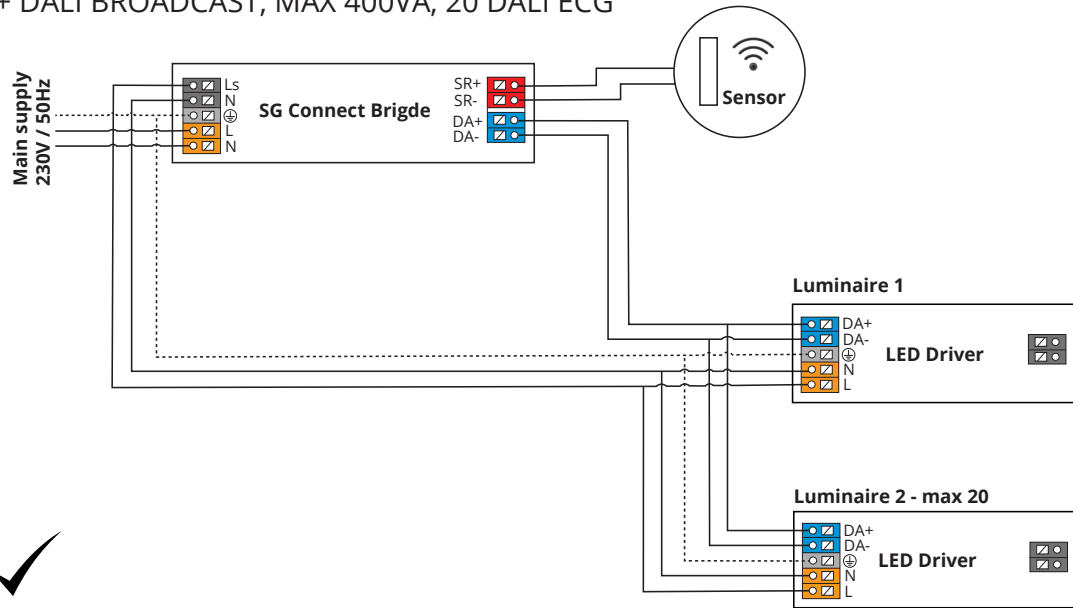 + DALI BROADCAST, MAX 400VA, 20 DALI ECG
Main supply
230V / 50Hz
Ls
N
L
N
SG Connect Brigde
SR+
SR-
DA+
DA-
Sensor
Luminaire 1
DA+
DA-
N
L
LED Driver
Luminaire 2 - max 20
DA+
DA-
N
L
LED Driver